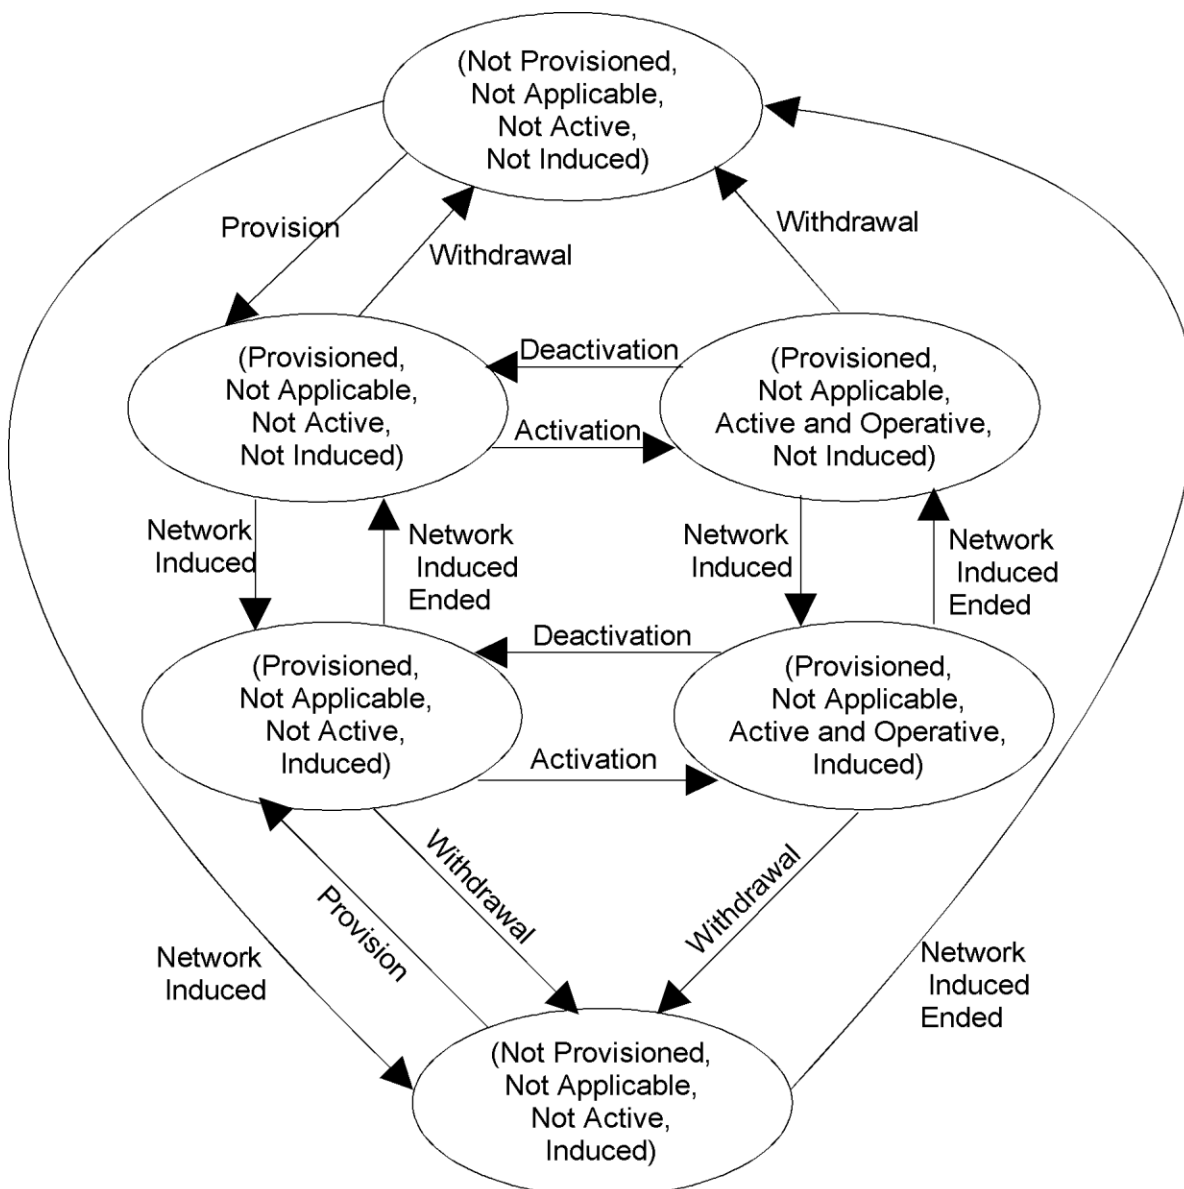 (Not Provisioned,
Not Applicable,
Not Active,
Not Induced)
Provision
Withdrawal
Withdrawal
(Provisioned,
Not Applicable,
Not Active,
Not Induced)
Deactivation
Activation
(Provisioned,
Not Applicable,
Active and Operative,
Not Induced)
Network
Induced
Network
Induced
Ended
Network
Induced
Network
Induced
Ended
(Provisioned,
Not Applicable,
Not Active,
Induced)
Deactivation
Activation
(Provisioned,
Not Applicable,
Active and Operative,
Induced)
Withdrawal
Provision
Withdrawal
Network
Induced
Network
Induced
Ended
(Not Provisioned,
Not Applicable,
Not Active,
Induced)